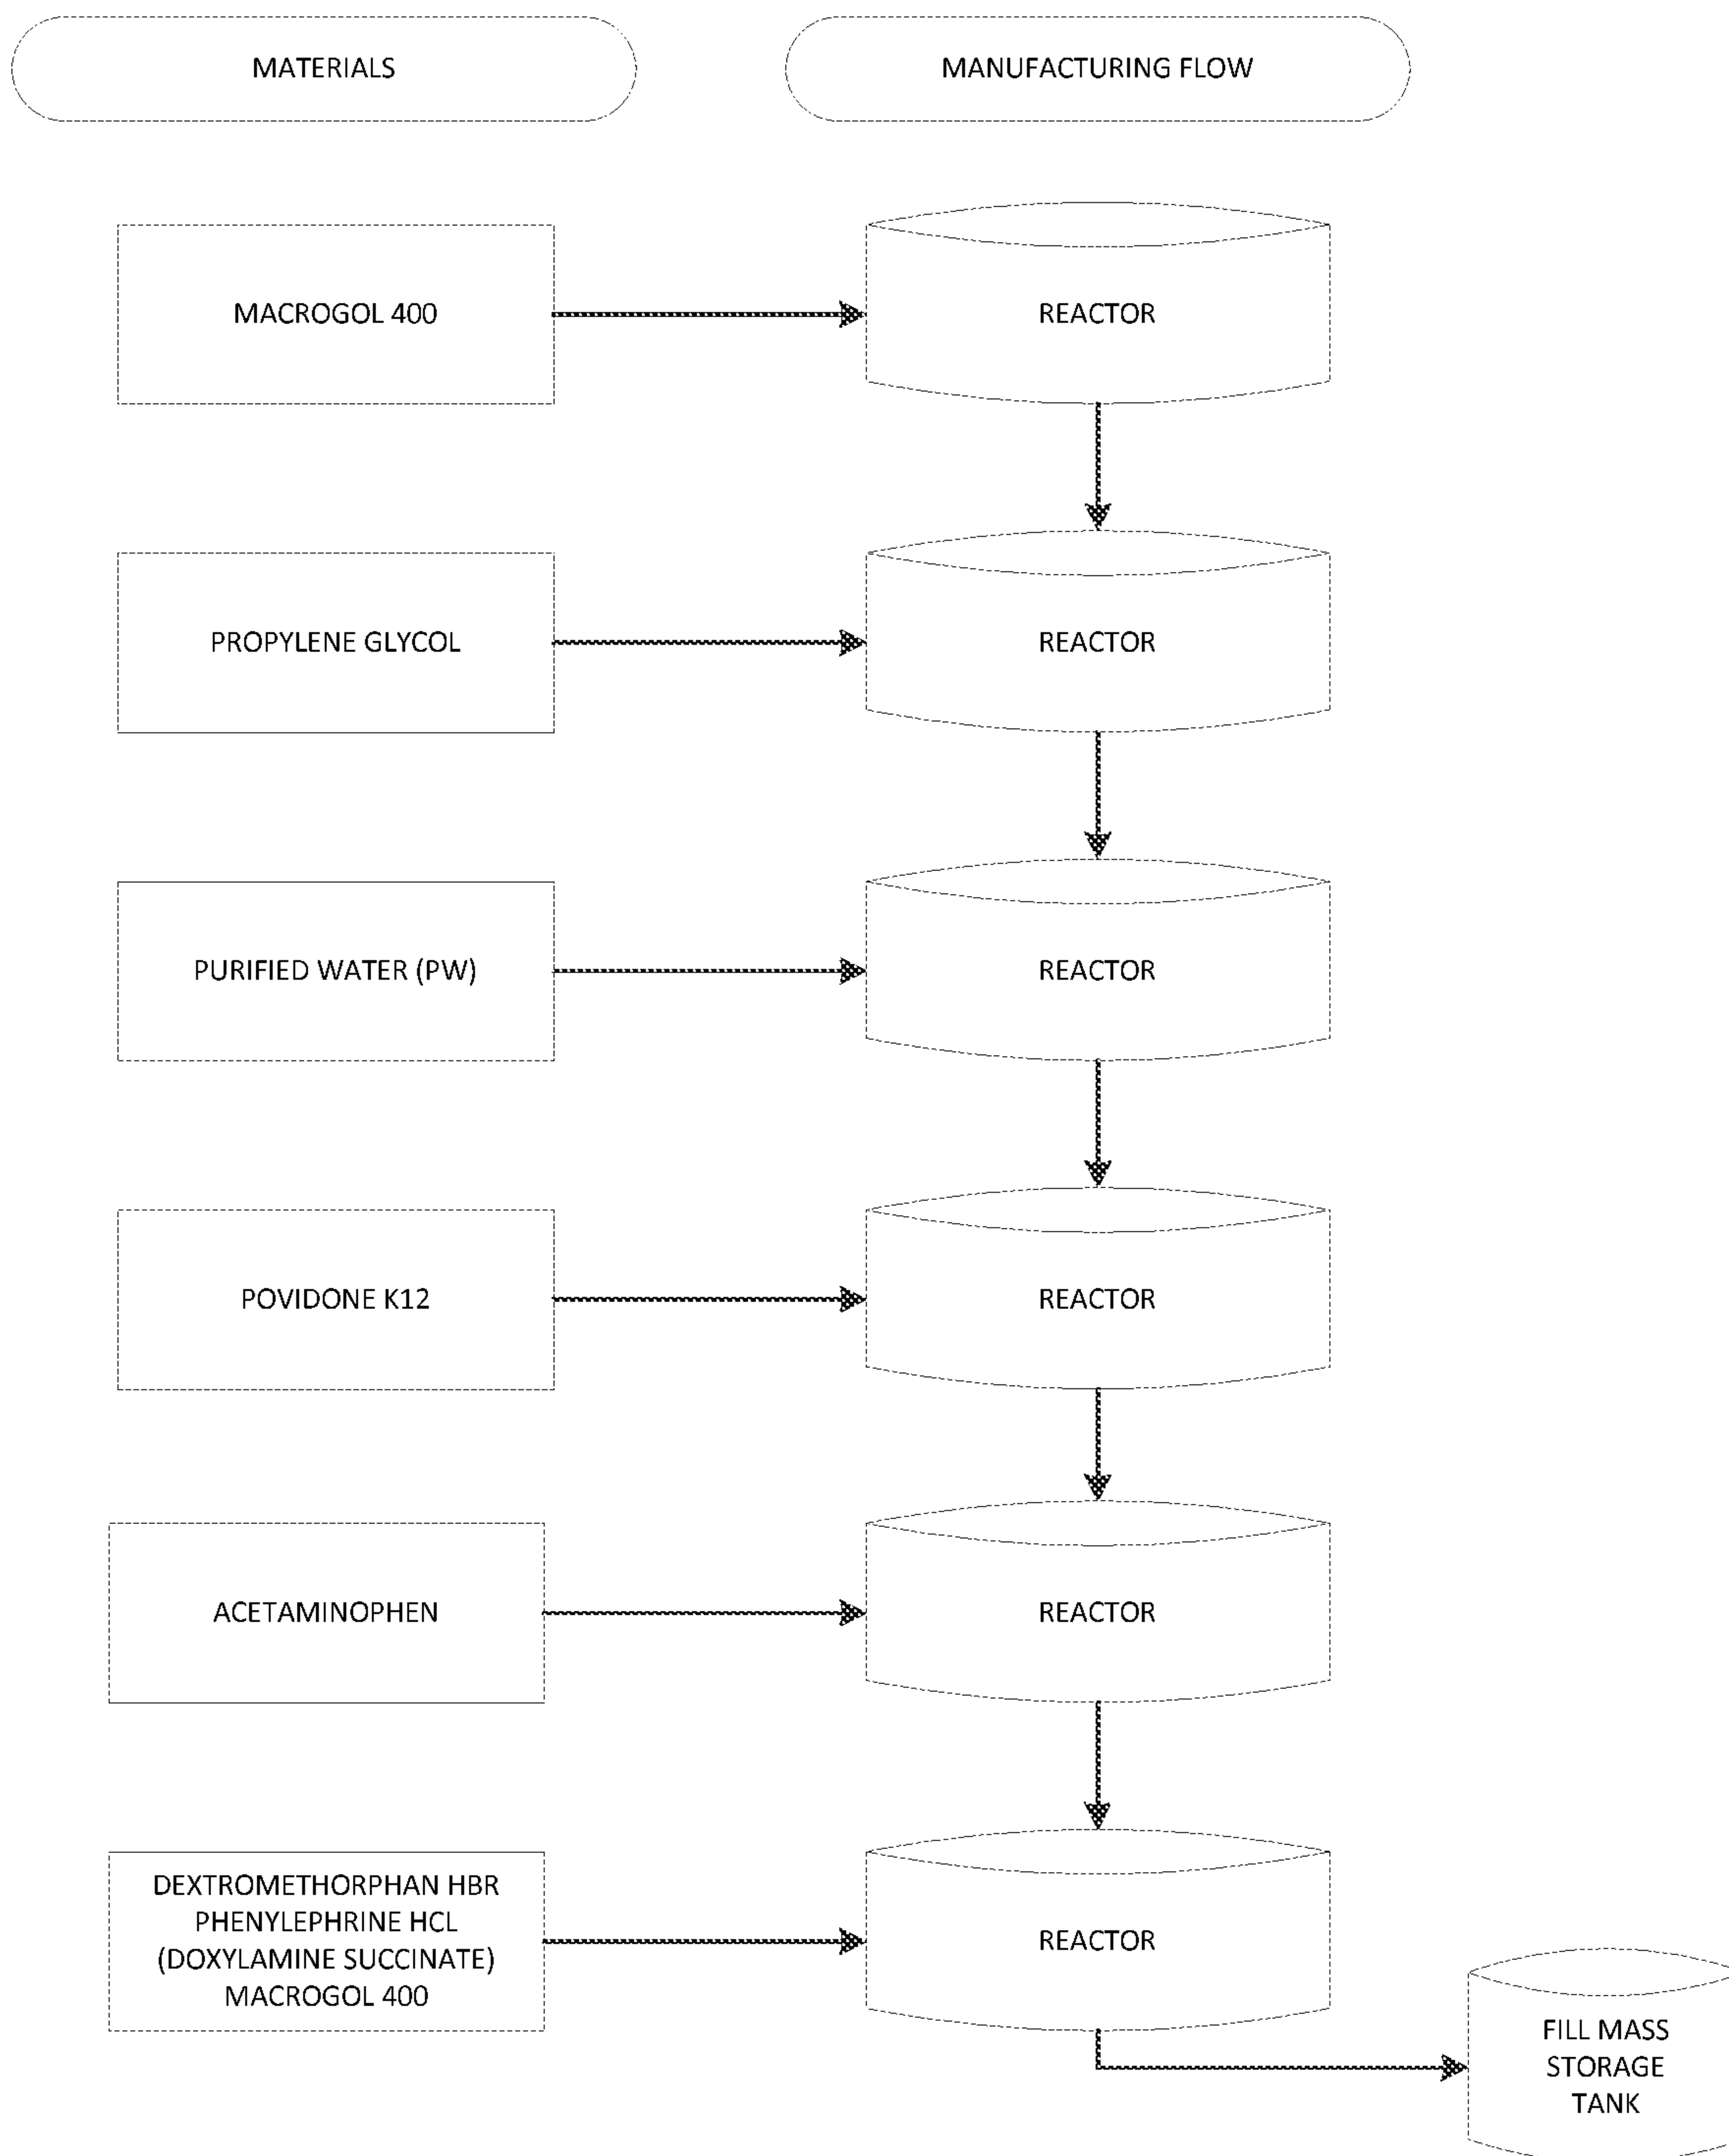 MATERIALS
MANUFACTURING FLOW
MACROGOL 400
REACTOR
PROPYLENE GLYCOL
REACTOR
PURIFIED WATER (PW)
REACTOR
POVIDONE K12
REACTOR
ACETAMINOPHEN
REACTOR
DEXTROMETHORPHAN HBR
PHENYLEPHRINE HCL
(DOXYLAMINE SUCCINATE)
MACROGOL 400
REACTOR
FILL MASS
STORAGE
TANK